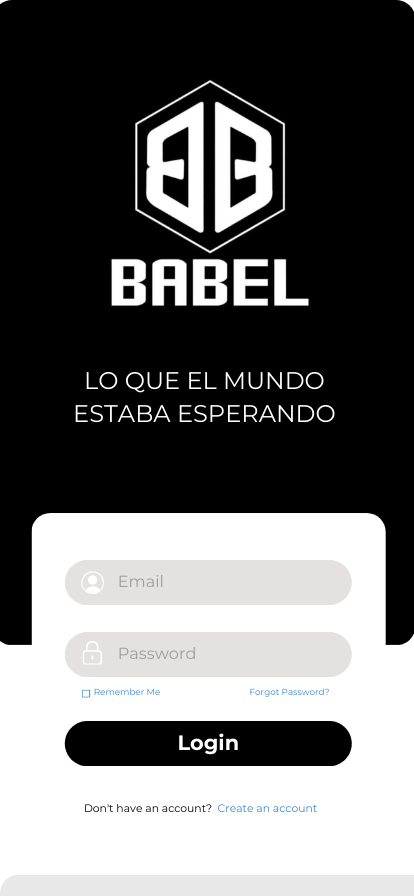 BABEL
LO QUE EL MUNDO
ESTABA ESPERANDO
Email
Password
Remember Me
Forgot Password?
Login
Don't have an account? Create an account